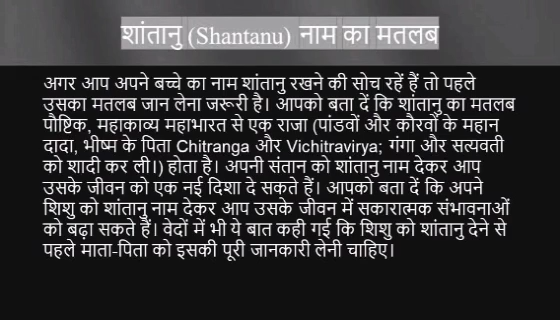 शांतानु (Shantanu) नाम का मतलब
अगर आप अपने बच्चे का नाम शांतानु रखने की सोच रहें हैं तो पहले
उसका मतलब जान लेना जरूरी है। आपको बता दें कि शांतानु का मतलब
पौष्टिक, महाकाव्य महाभारत से एक राजा (पांडवों और कौरवों के महान
दादा, भीष्म के पिता Chitranga और Vichitravirya; गंगा और सत्यवती
को शादी कर ली।) होता है। अपनी संतान को शांतानु नाम देकर आप
उसके जीवन को एक नई दिशा दे सकते हैं। आपको बता दें कि अपने
शिशु को शांतानु नाम देकर आप उसके जीवन में सकारात्मक संभावनाओं
को बढ़ा सकते हैं। वेदों में भी ये बात कही गई कि शिशु को शांतानु देने से
पहले माता-पिता को इसकी पूरी जानकारी लेनी चाहिए।